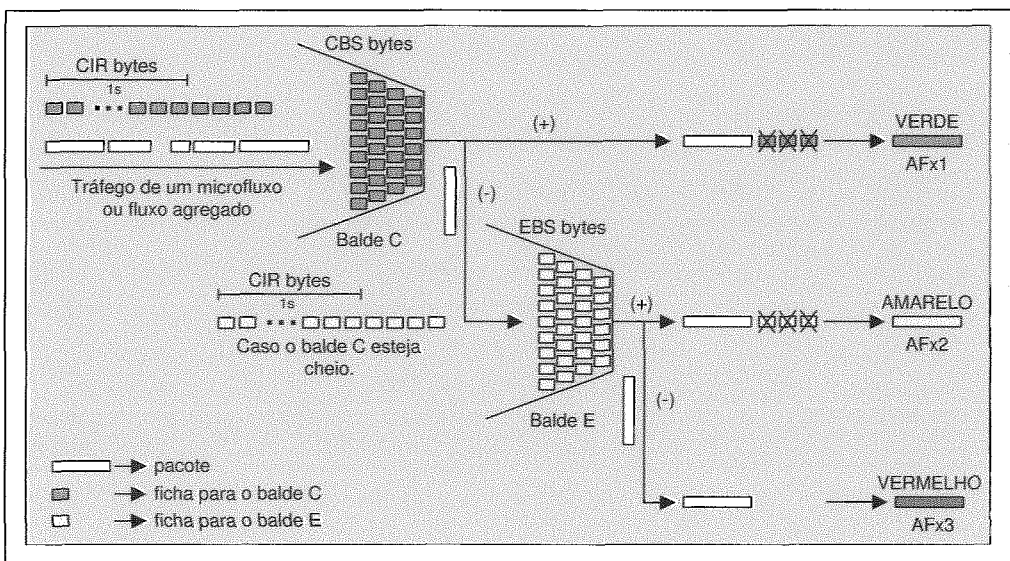 CBS bytes
CIR bytes
1s
Tráfego de um microfluxo
ou fluxo agregado
Balde C
(+)
(-)
VERDE
AFx1
CIR bytes
1s
Caso o balde C esteja
cheio.
EBS bytes
Balde E
(+)
(-)
AMARELO
AFx2
VERMELHO
AFx3
pacote
ficha para o balde C
ficha para o balde E